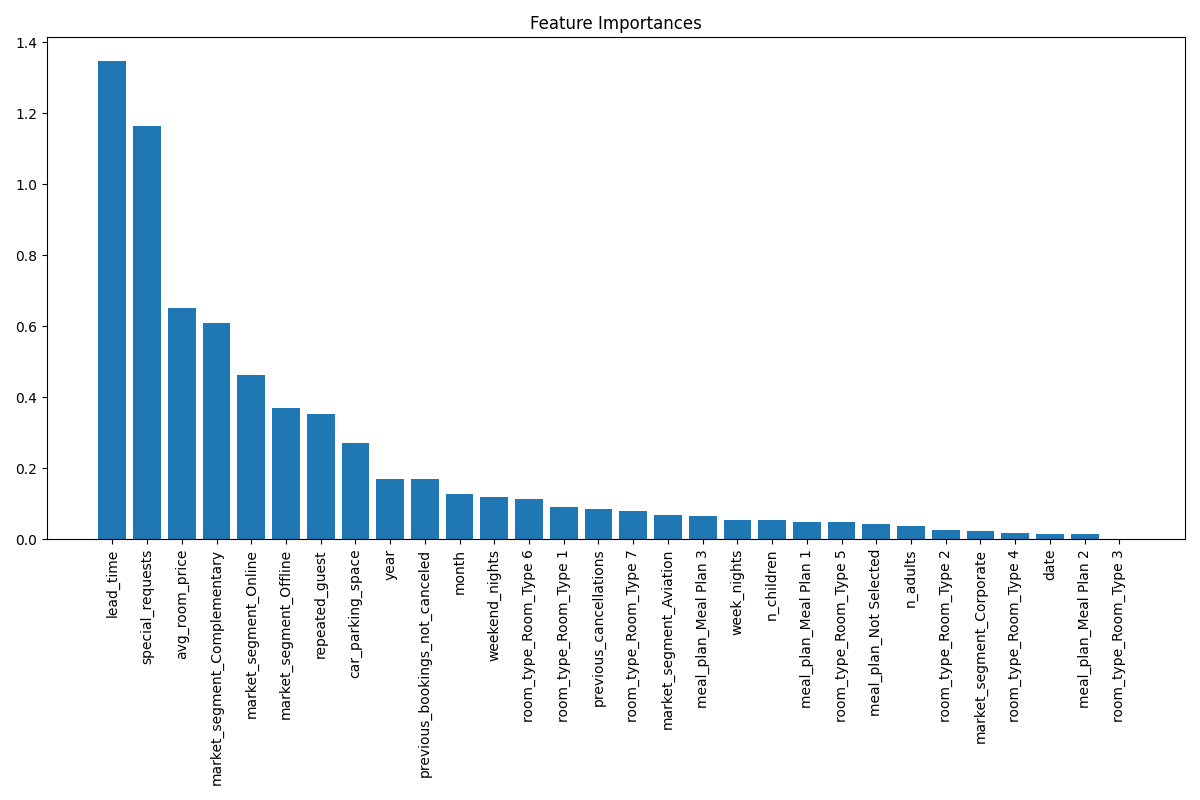 Feature Importances
1.4
1.2
1.0
0.8
0.6
0.4
0.2
0.0
lead_time
special_requests
avg_room_price
market_segment_Complementary
market_segment_Online
market_segment_Offline
repeated_guest
car_parking_space
year
previous_bookings_not_canceled
month
weekend_nights
room_type_Room_Type 6
room_type_Room_Type 1
previous_cancellations
room_type_Room_Type 7
market_segment_Aviation
meal_plan_Meal Plan 3
week_nights
n_children
meal_plan_Meal Plan 1
room_type_Room_Type 5
meal_plan_Not Selected
n_adults
room_type_Room_Type 2
market_segment_Corporate
room_type_Room_Type 4
date
meal_plan_Meal Plan 2
room_type_Room_Type 3